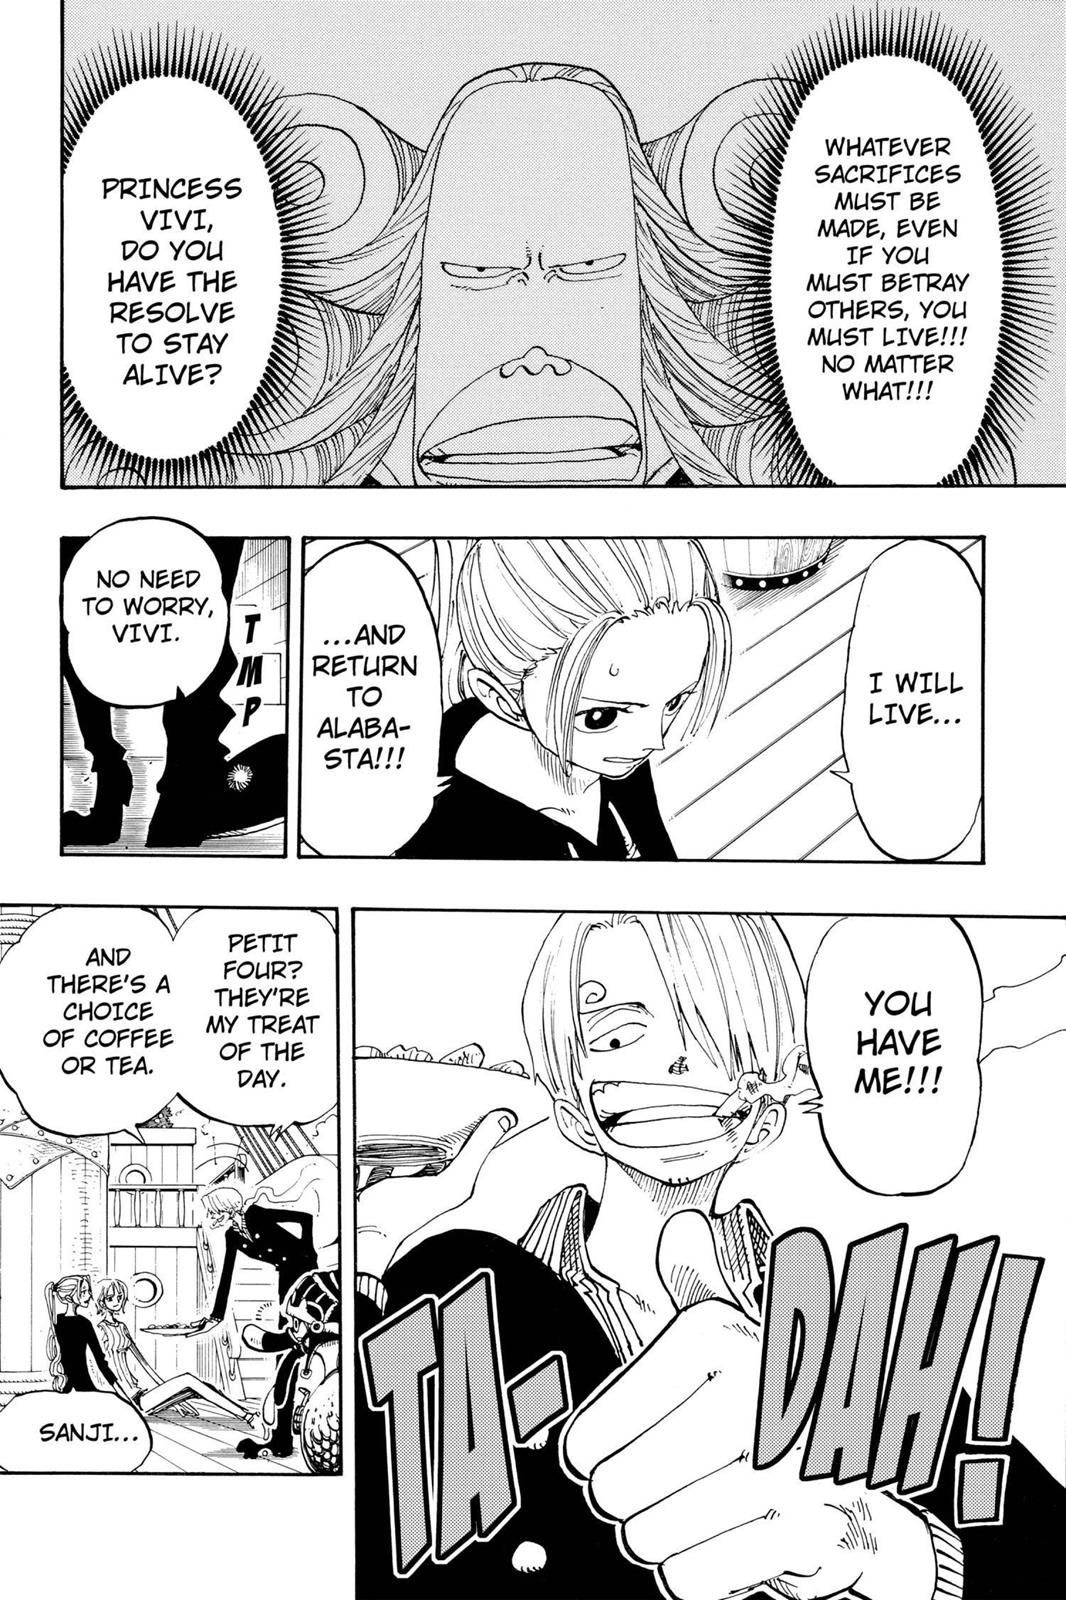 WHATEVER
SACRIFICES
MUST BE
MADE, EVEN
IF YOU
MUST BETRAY
OTHERS, YOU
MUST LIVE!!!
NO MATTER
WHAT!!!
PRINCESS
VIVI,
DO YOU
HAVE THE
RESOLVE
TO STAY
ALIVE?
I WILL
LIVE...
...AND
RETURN
TO
ALABA-
STA!!!
NO NEED
TO WORRY,
VIVI.
TMP
YOU
HAVE
ME!!!
TA-
DAH!
PETIT
FOUR?
THEY'RE
MY TREAT
OF THE
DAY.
AND
THERE'S A
CHOICE
OF COFFEE
OR TEA.
SANJI...